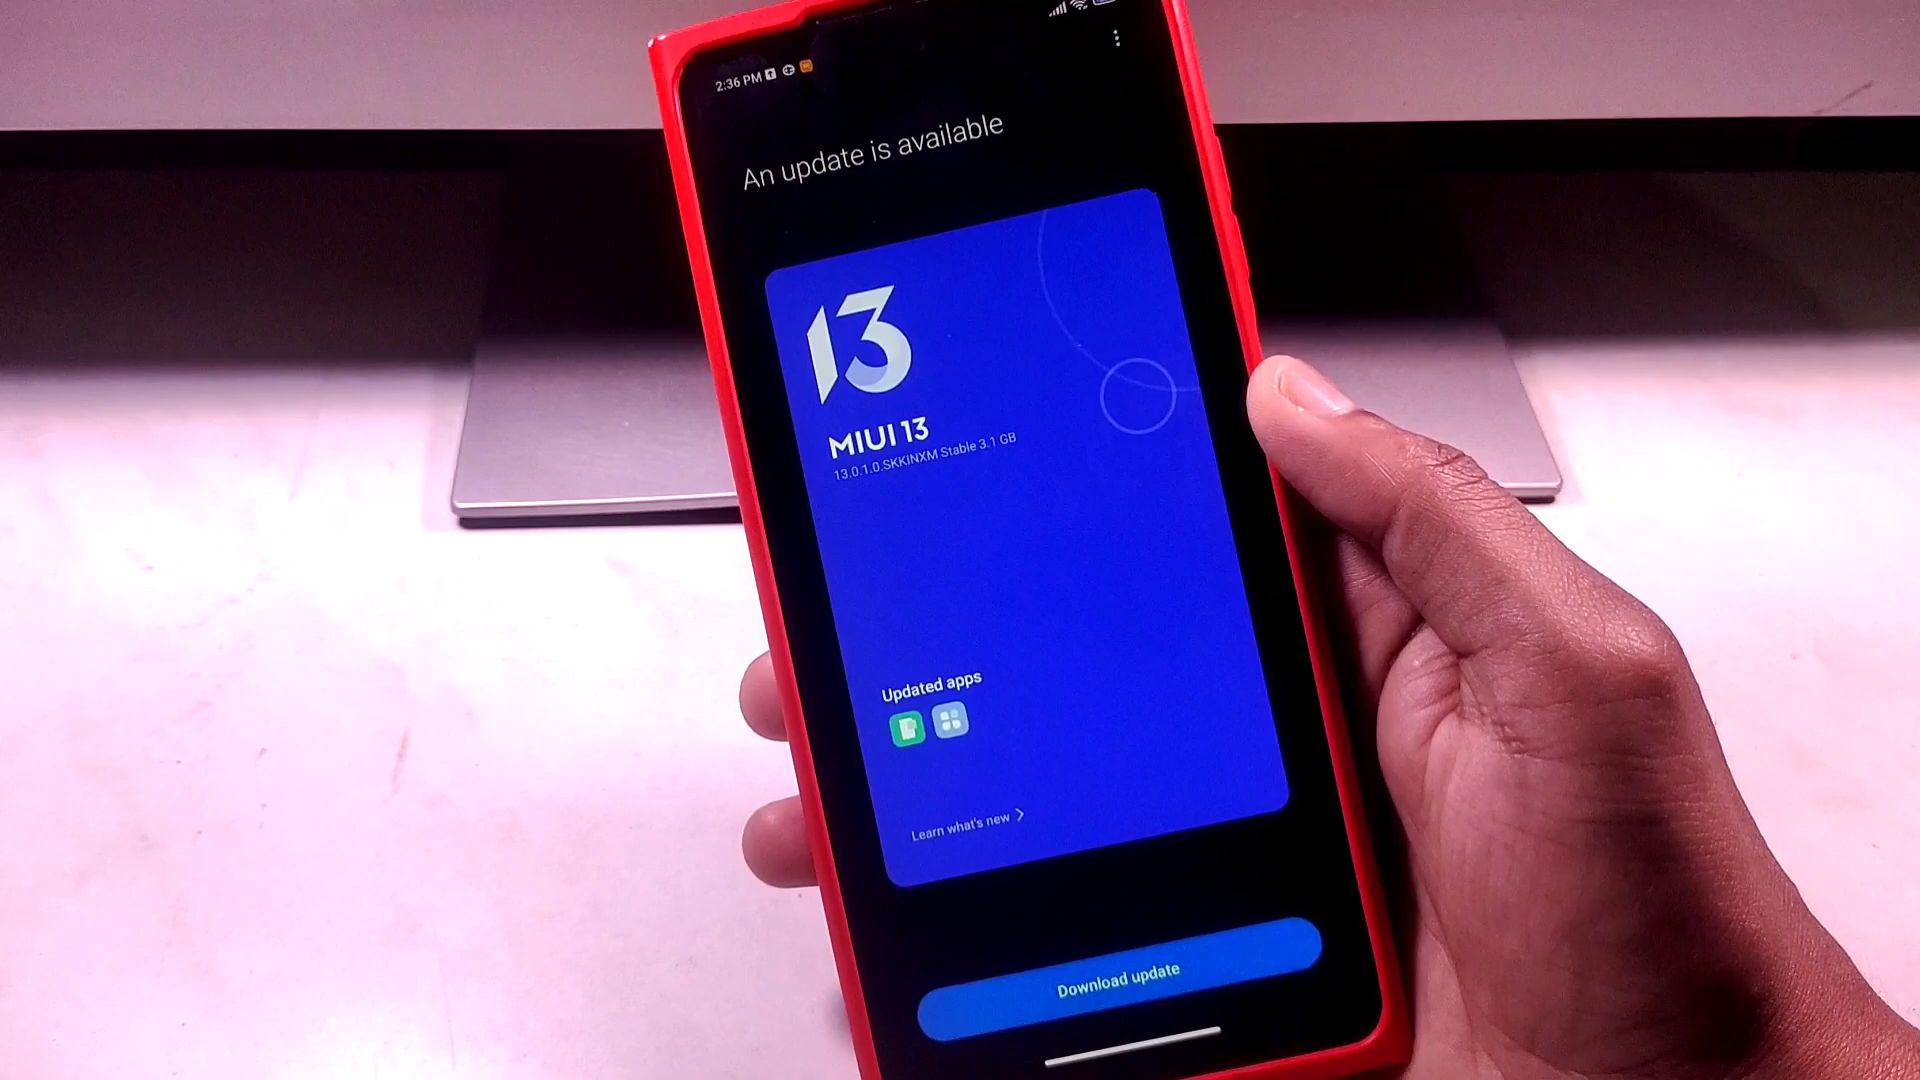 2:36 PM
An update is available
13
MIUI 13
13.0.1.0.SKKINXM Stable 3.1 GB
Updated apps
Learn what's new
Download update